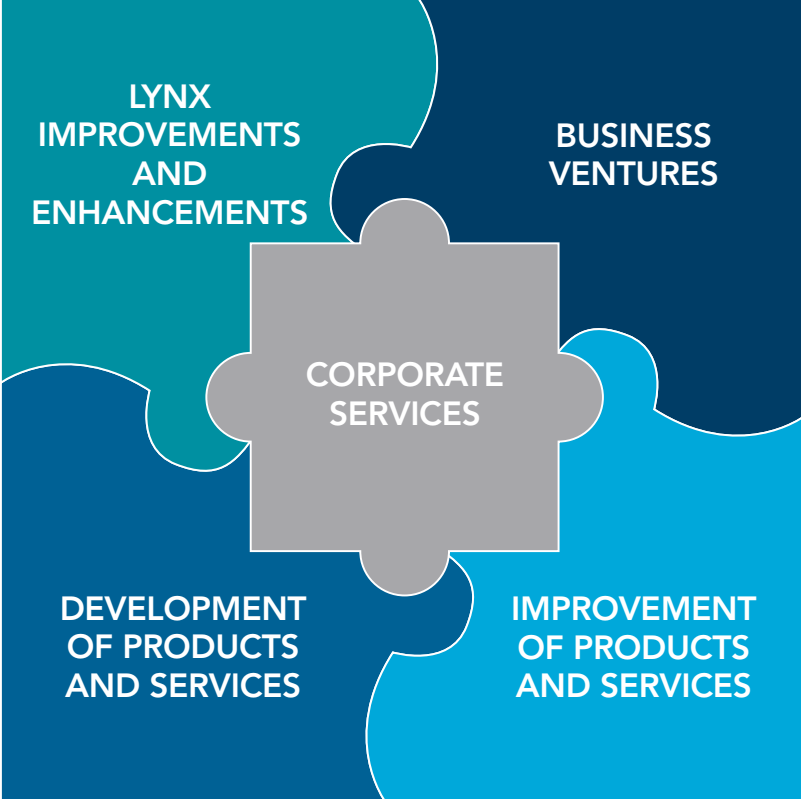 LYNX
IMPROVEMENTS
AND
ENHANCEMENTS
BUSINESS
VENTURES
CORPORATE
SERVICES
DEVELOPMENT
OF PRODUCTS
AND SERVICES
IMPROVEMENT
OF PRODUCTS
AND SERVICES